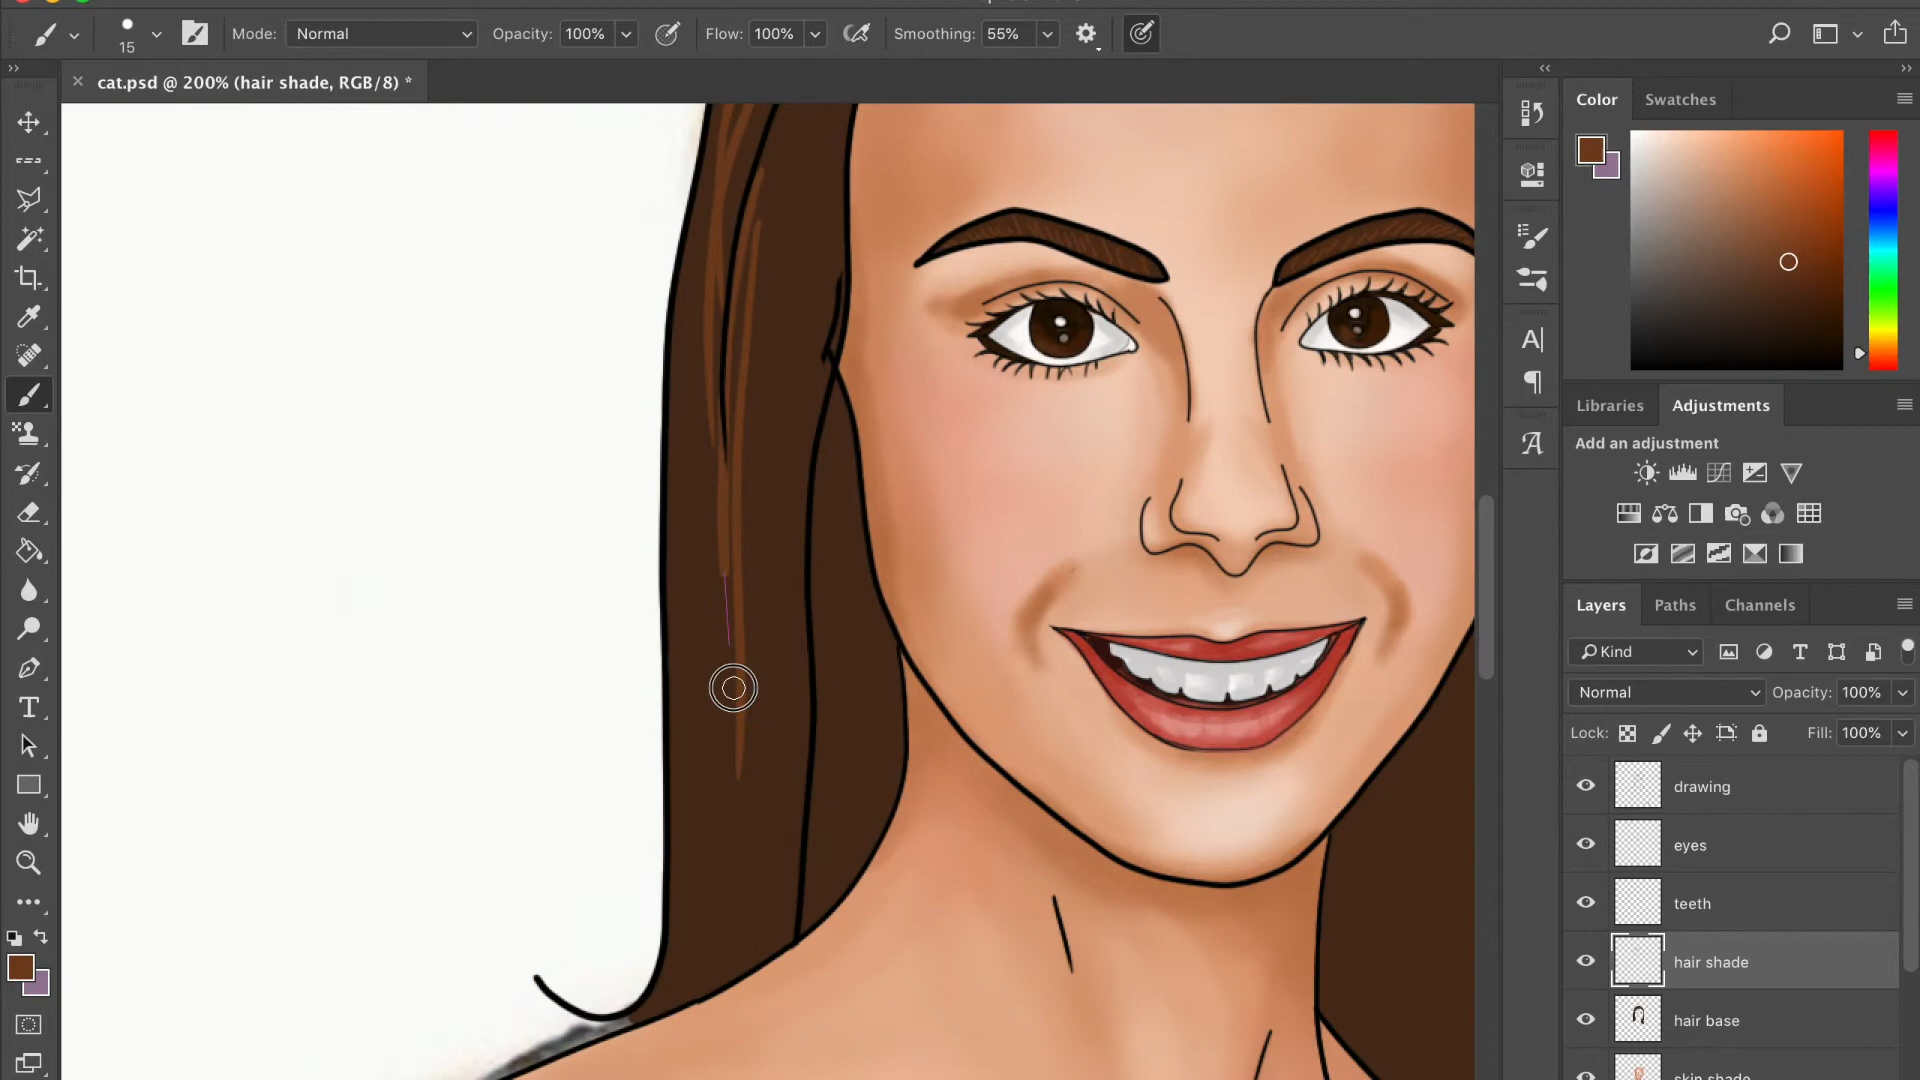 15
Mode: Normal
Opacity: 100%
Flow: 100%
Smoothing: 55%
cat.psd @ 200% (hair shade, RGB/8) *
Color
Swatches
Libraries
Adjustments
Add an adjustment
Layers
Paths
Channels
Kind
Normal
Opacity: 100%
Lock:
Fill: 100%
drawing
eyes
teeth
hair shade
hair base
skin shade